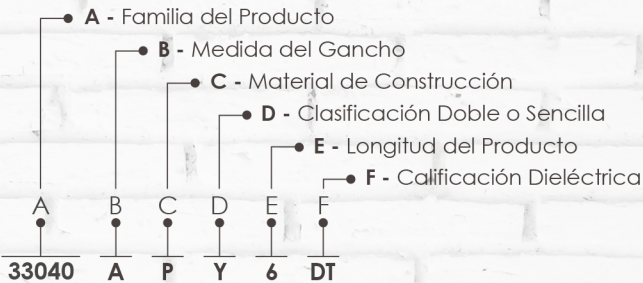 A - Familia del Producto
B - Medida del Gancho
C - Material de Construcción
D - Clasificación Doble o Sencilla
E - Longitud del Producto
F - Calificación Dieléctrica
A B C D E F
33040 A P Y 6 DT